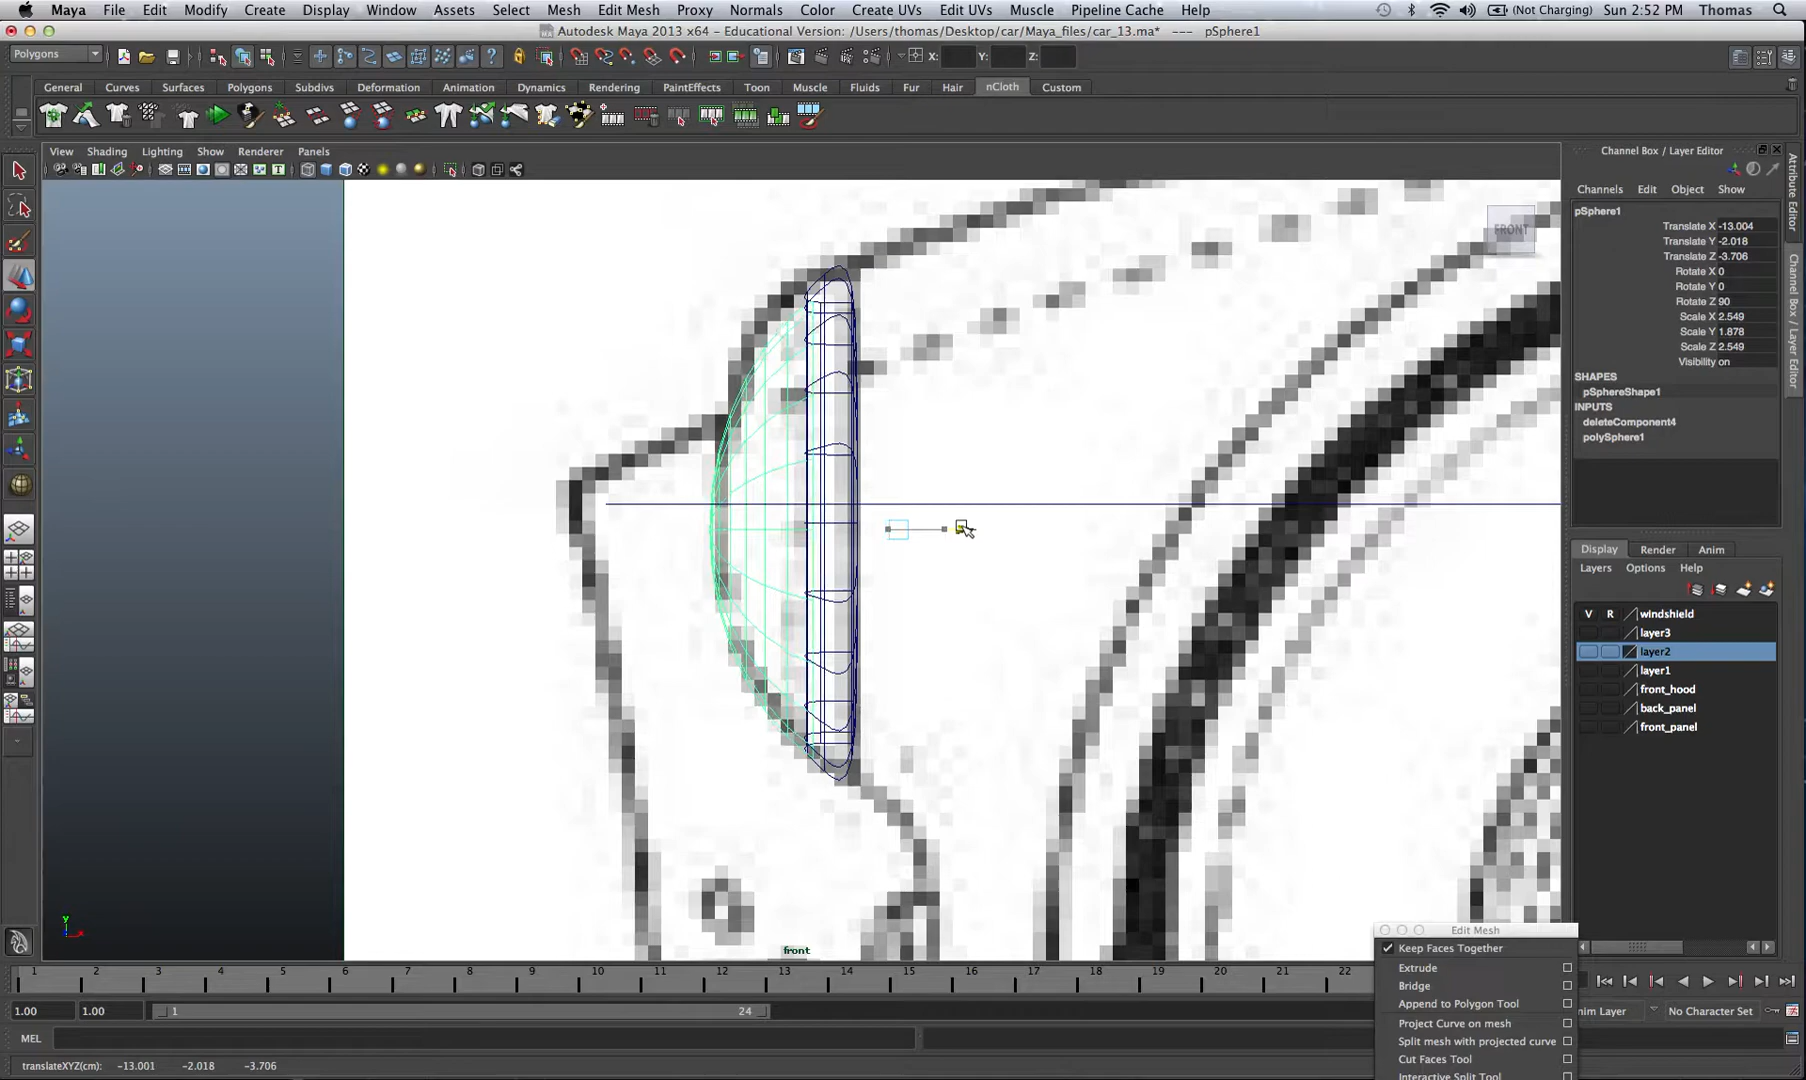 Maya File Edit Modify Create Display Window Assets Select Mesh Edit Mesh Proxy Normals Color Create UVs Edit UVs Muscle Pipeline Cache Help (Not Charging) Sun 2:52 PM Thomas
Autodesk Maya 2013 x64 - Educational Version: /Users/thomas/Desktop/car/Maya_files/car_13.ma* --- pSphere1
Polygons X: Y: Z:
General Curves Surfaces Polygons Subdivs Deformation Animation Dynamics Rendering PaintEffects Toon Muscle Fluids Fur Hair nCloth Custom
View Shading Lighting Show Renderer Panels
Channel Box / Layer Editor
Channels Edit Object Show
pSphere1
Translate X -13.004
Translate Y -2.018
Translate Z -3.706
Rotate X 0
Rotate Y 0
Rotate Z 90
Scale X 2.549
Scale Y 1.878
Scale Z 2.549
Visibility on
SHAPES
pSphereShape1
INPUTS
deleteComponent4
polySphere1
Attribute Editor
Channel Box / Layer Editor
FRONT
Display Render Anim
Layers Options Help
V R windshield
layer3
layer2
layer1
front_hood
back_panel
front_panel
y
front
Edit Mesh
Keep Faces Together
Extrude
Bridge
Append to Polygon Tool
Project Curve on mesh
Split mesh with projected curve
Cut Faces Tool
Interactive Split Tool
1 2 3 4 5 6 7 8 9 10 11 12 13 14 15 16 17 18 19 20 21 22
1.00 1.00 1 24 nim Layer No Character Set
MEL
translateXYZ(cm): -13.001 -2.018 -3.706